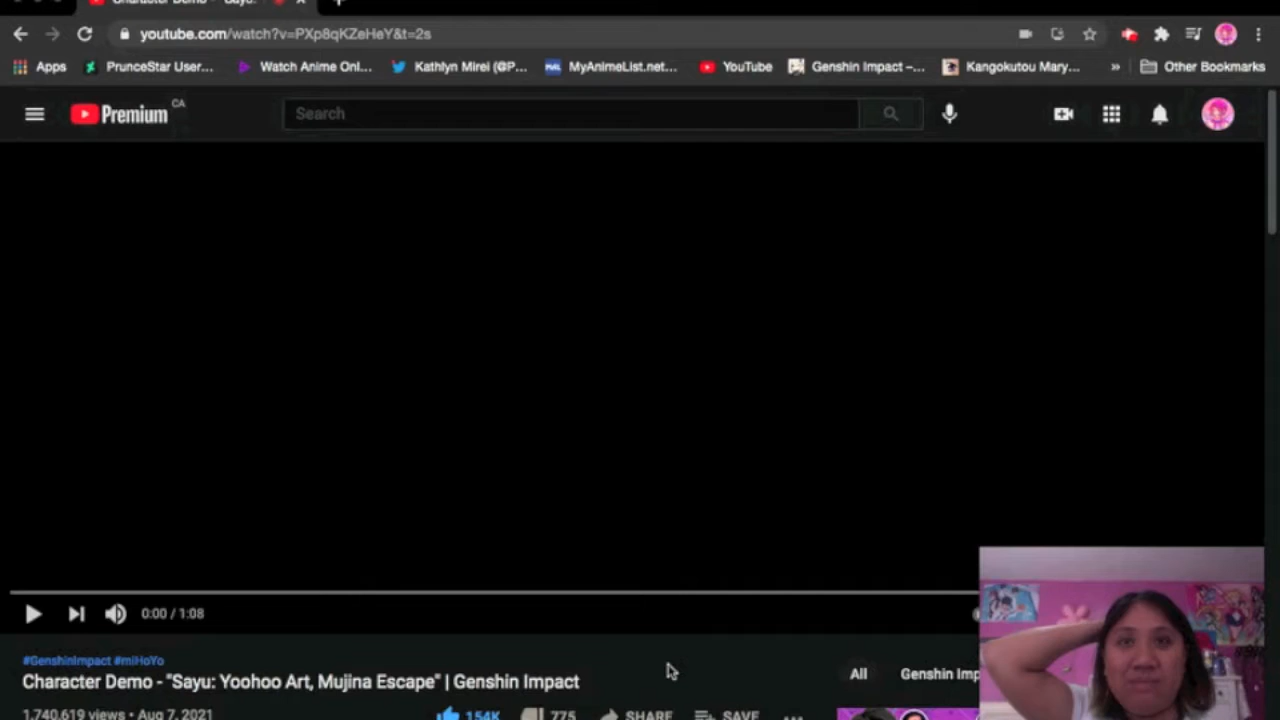 youtube.com/watch?v=PXp8qKZeHeY&t=2s
Apps PrunceStar User... Watch Anime Onl... Kathlyn Mirei (@P... MyAnimeList.net... YouTube Genshin Impact –... Kangokutou Mary... » Other Bookmarks
Premium CA Search
0:00 / 1:08
#GenshinImpact #miHoYo
Character Demo - "Sayu: Yoohoo Art, Mujina Escape" | Genshin Impact
All Genshin Imp
1,740,619 views • Aug 7, 2021 154K 775 SHARE SAVE